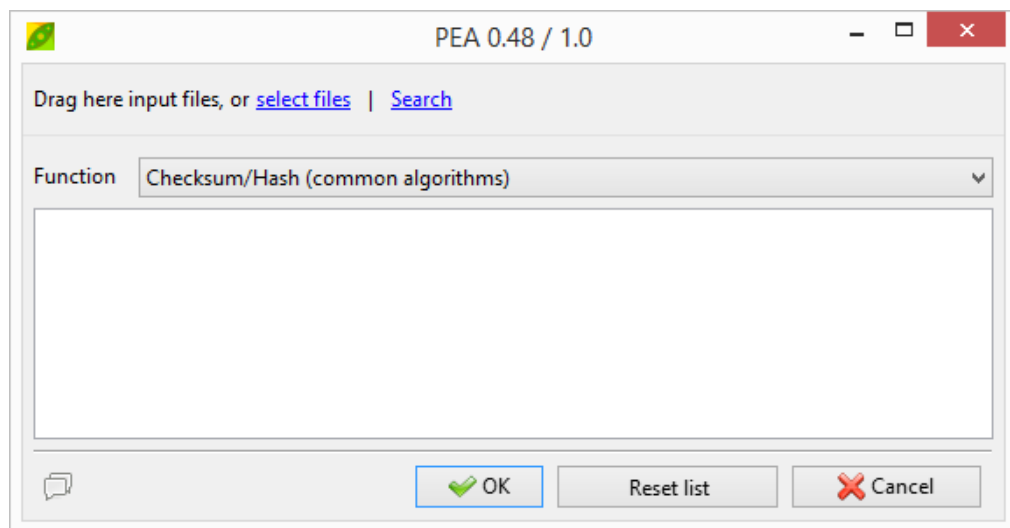 PEA 0.48 / 1.0
Drag here input files, or select files | Search
Function Checksum/Hash (common algorithms)
OK Reset list Cancel